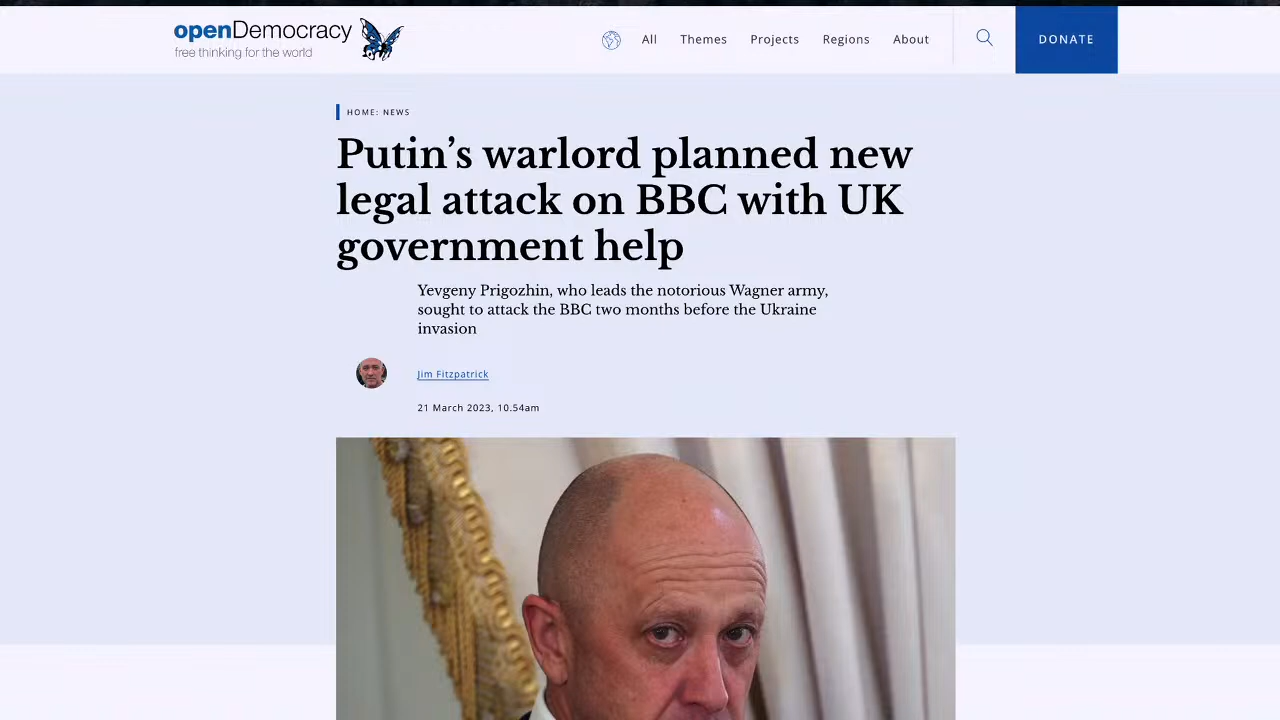 openDemocracy
free thinking for the world
All Themes Projects Regions About
DONATE
HOME: NEWS
Putin’s warlord planned new
legal attack on BBC with UK
government help
Yevgeny Prigozhin, who leads the notorious Wagner army,
sought to attack the BBC two months before the Ukraine
invasion
Jim Fitzpatrick
21 March 2023, 10.54am